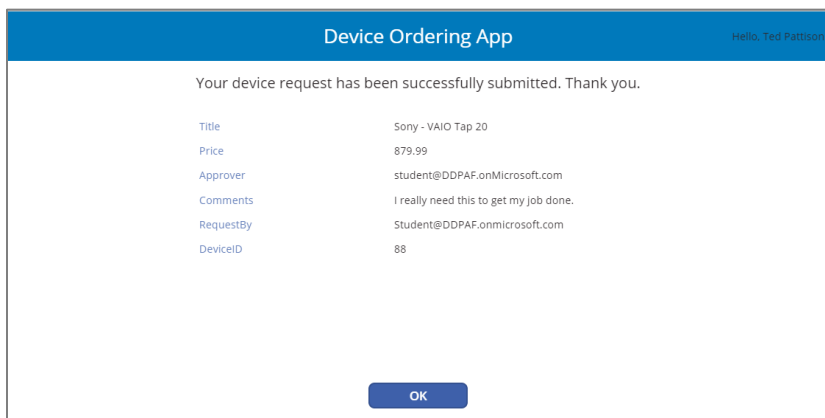 Device Ordering App
Hello, Ted Pattison
Your device request has been successfully submitted. Thank you.
Title Sony - VAIO Tap 20
Price 879.99
Approver student@DDPAF.onMicrosoft.com
Comments I really need this to get my job done.
RequestBy Student@DDPAF.onmicrosoft.com
DeviceID 88
OK